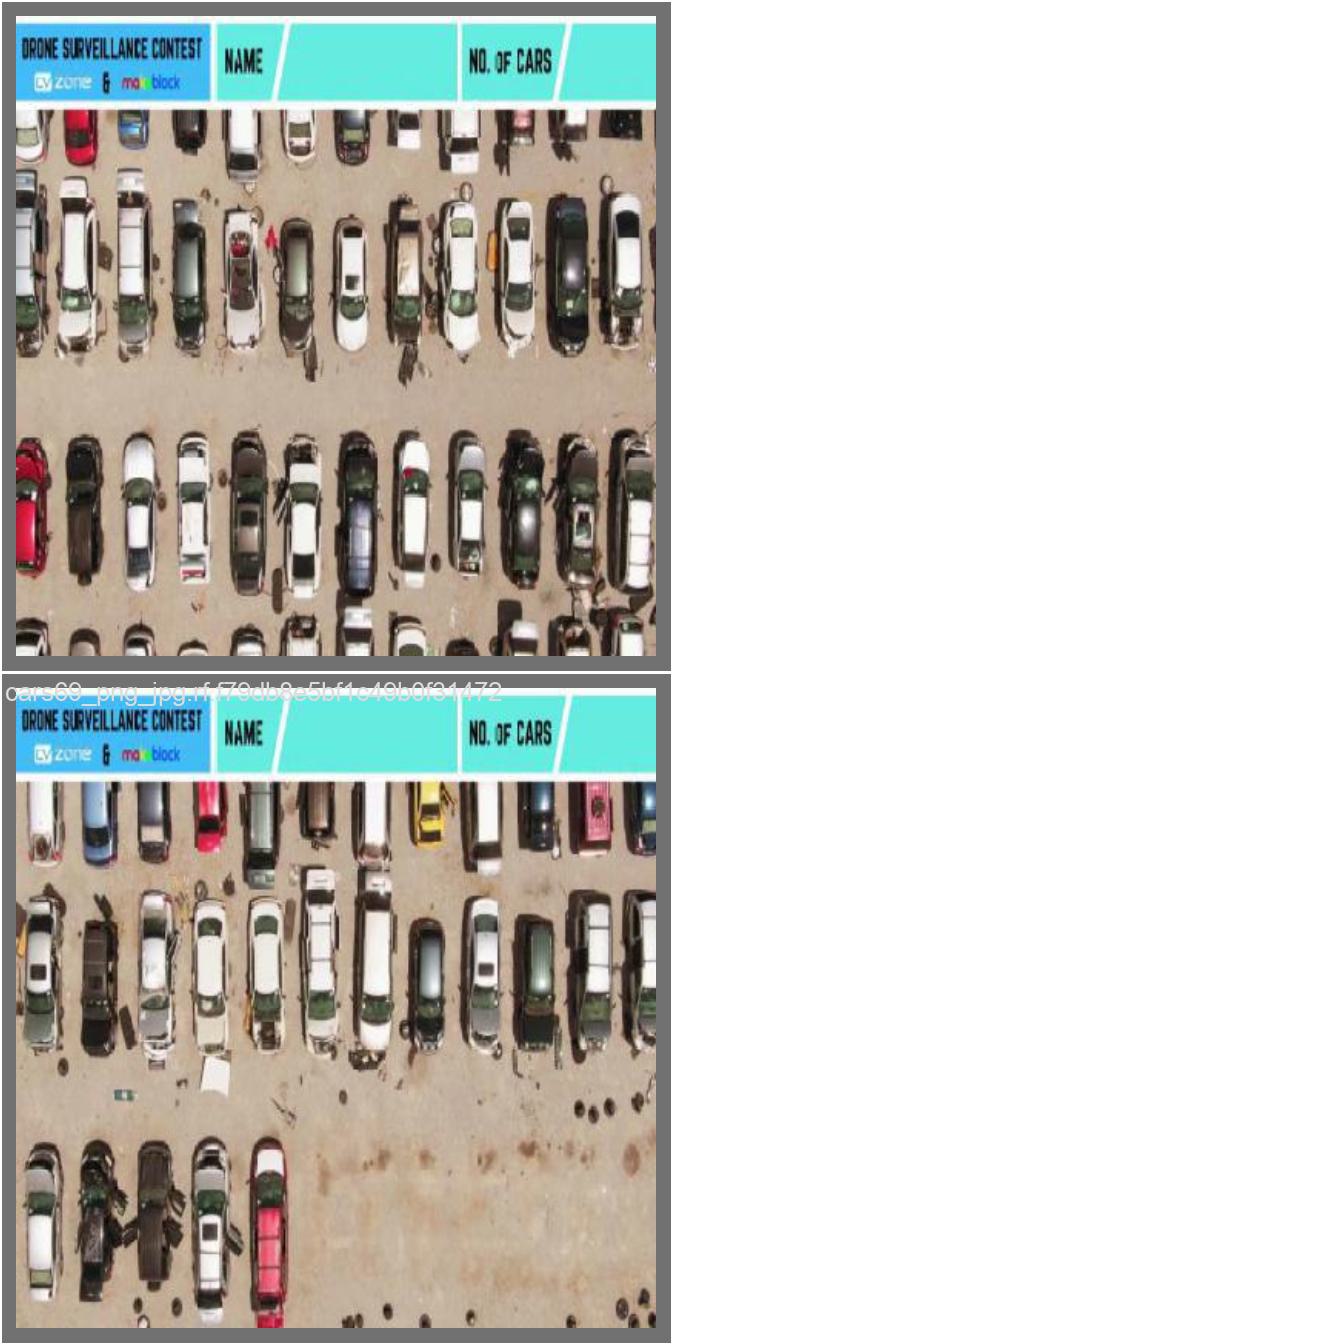 DRONE SURVEILLANCE CONTEST
CV zone & makeblock
NAME
NO. OF CARS
cars69_png_jpg.rf.f79db8e5bf1c49b0f31472
DRONE SURVEILLANCE CONTEST
CV zone & makeblock
NAME
NO. OF CARS